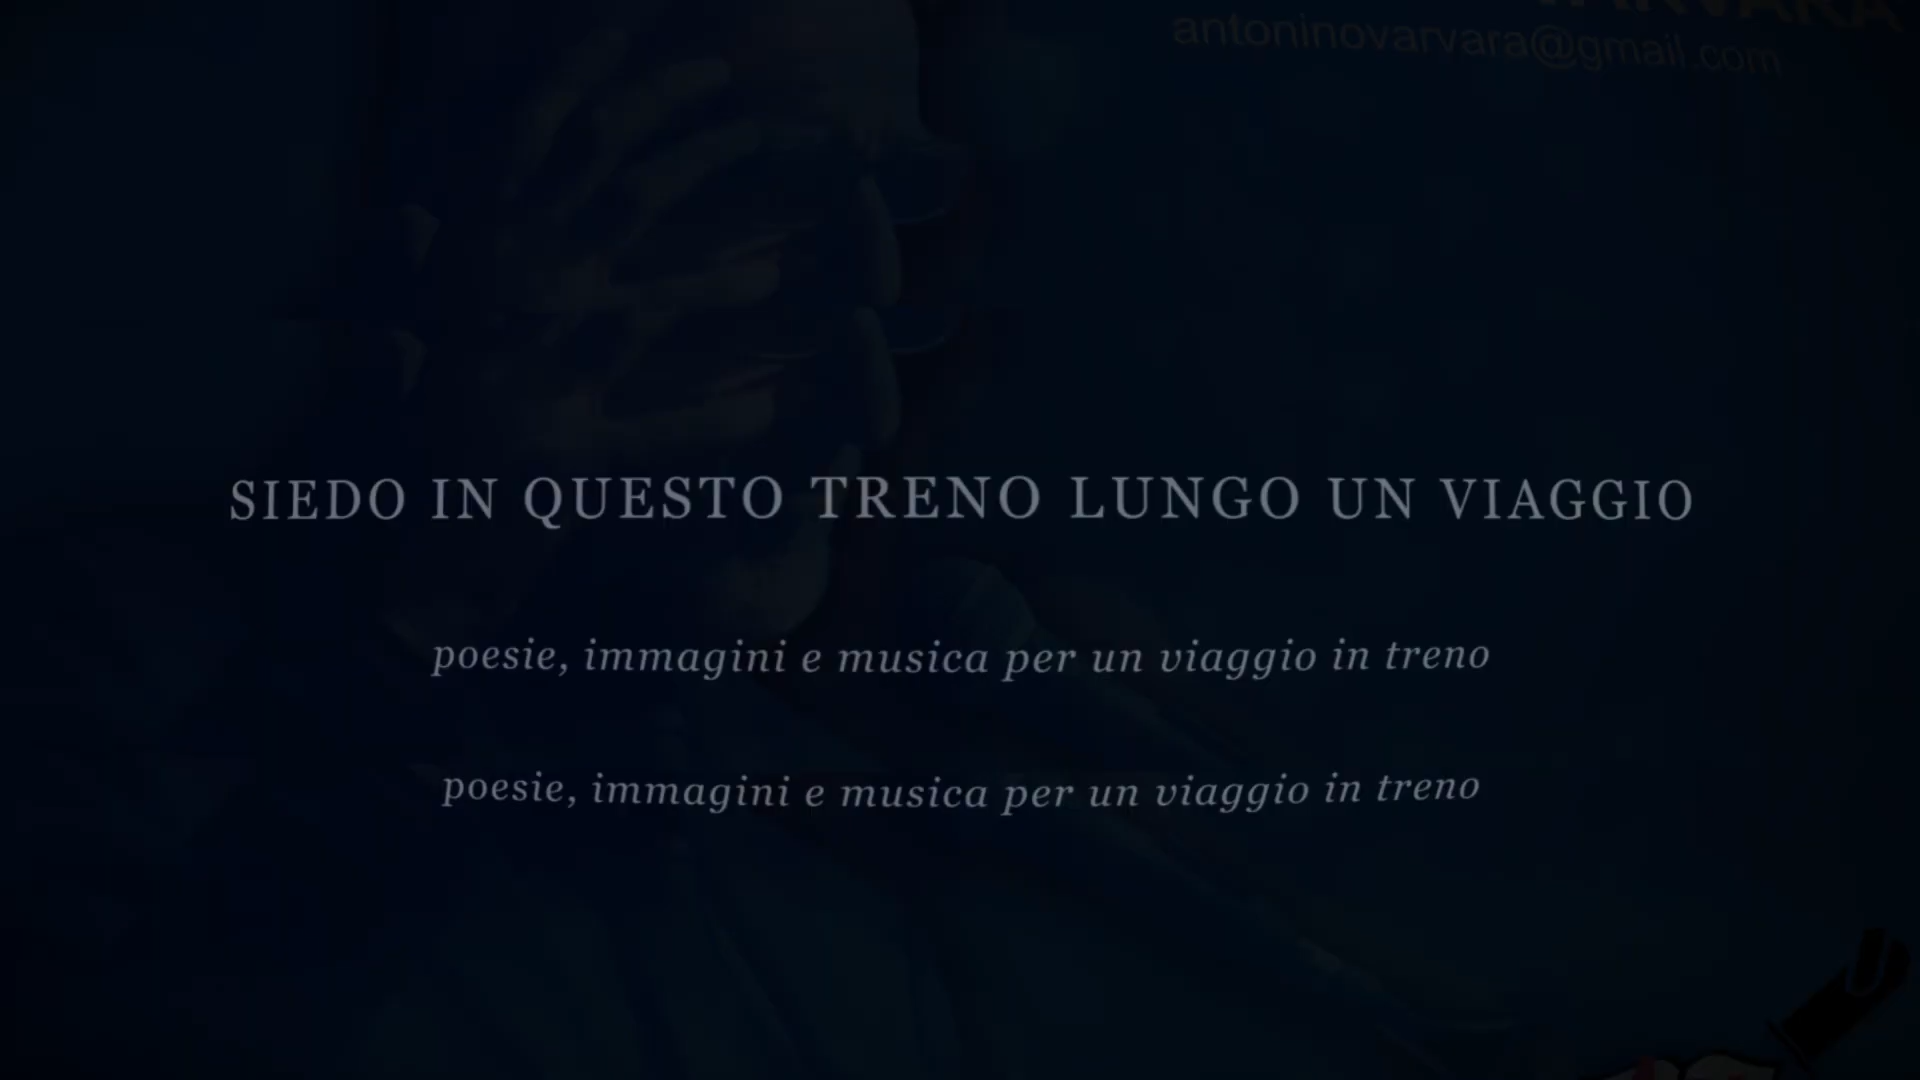 antoninovarvara@gmail.com
SIEDO IN QUESTO TRENO LUNGO UN VIAGGIO
poesie, immagini e musica per un viaggio in treno
poesie, immagini e musica per un viaggio in treno